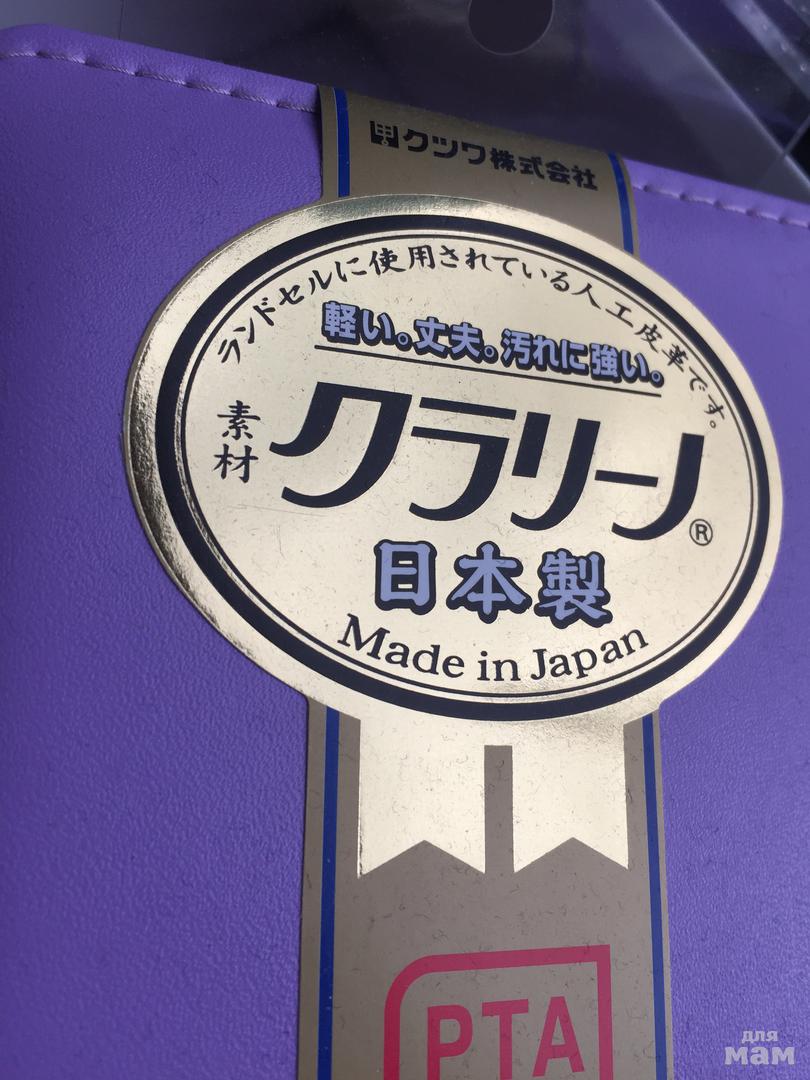 クツワ株式会社
ランドセルに使用されている人工皮革です。
軽い。丈夫。汚れに強い。
素材
クラリーノ®
日本製
Made in Japan
PTA
для
мам